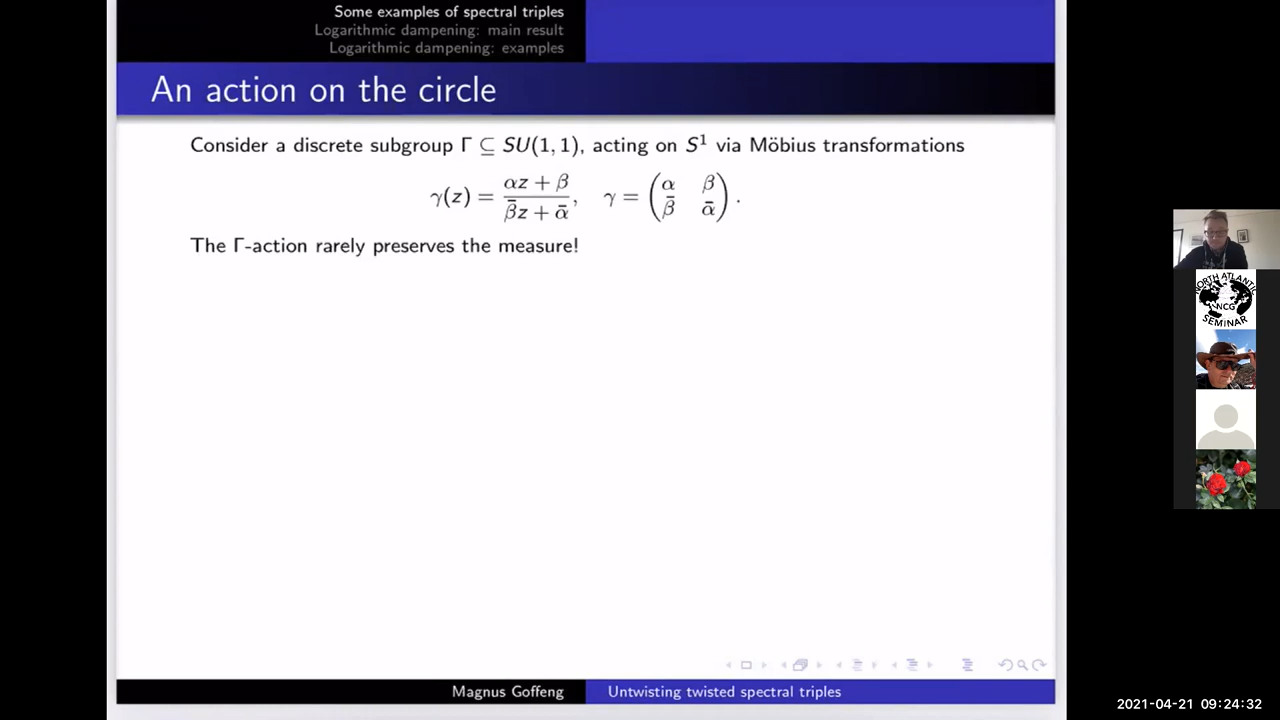 Some examples of spectral triples
Logarithmic dampening: main result
Logarithmic dampening: examples
An action on the circle
Consider a discrete subgroup Γ ⊆ SU(1, 1), acting on S¹ via Möbius transformations
γ(z) = (αz + β)/(β̄z + ᾱ), γ = (α β; β̄ ᾱ).
The Γ-action rarely preserves the measure!
NORTH ATLANTIC
NCG
SEMINAR
Magnus Goffeng
Untwisting twisted spectral triples
2021-04-21 09:24:32